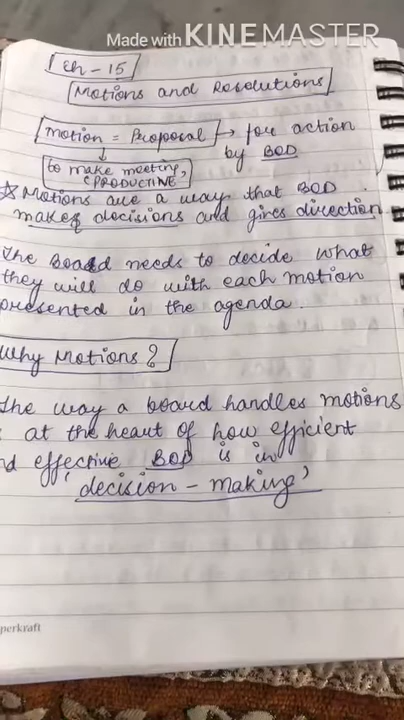 Made with KINEMASTER
Ch - 15
Motions and Resolutions
Motion = Proposal → for action
by BOD
↓
to make meeting,
PRODUCTIVE
☆ Motions are a way that BOD
makes decisions and gives direction
The Board needs to decide what
they will do with each motion
presented in the agenda.
Why Motions?
The way a board handles motions
at the heart of how efficient
nd effective BOD is in
'decision - making'
perkraft